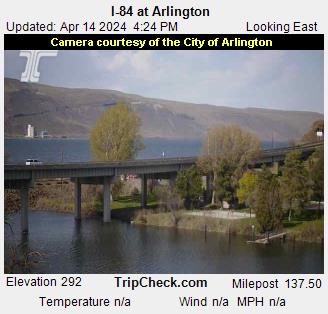 I-84 at Arlington
Updated: Apr 14 2024 4:24 PM Looking East
Camera courtesy of the City of Arlington
Elevation 292 TripCheck.com Milepost 137.50
Temperature n/a Wind n/a MPH n/a